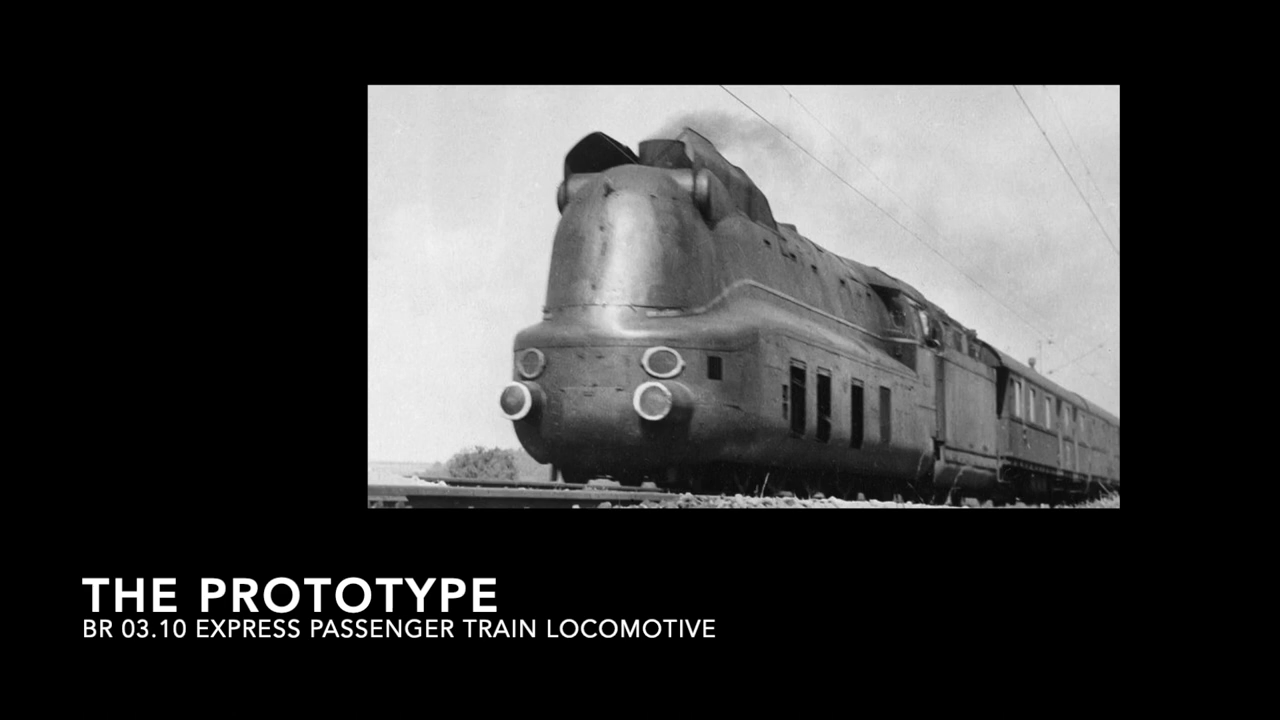 THE PROTOTYPE
BR 03.10 EXPRESS PASSENGER TRAIN LOCOMOTIVE